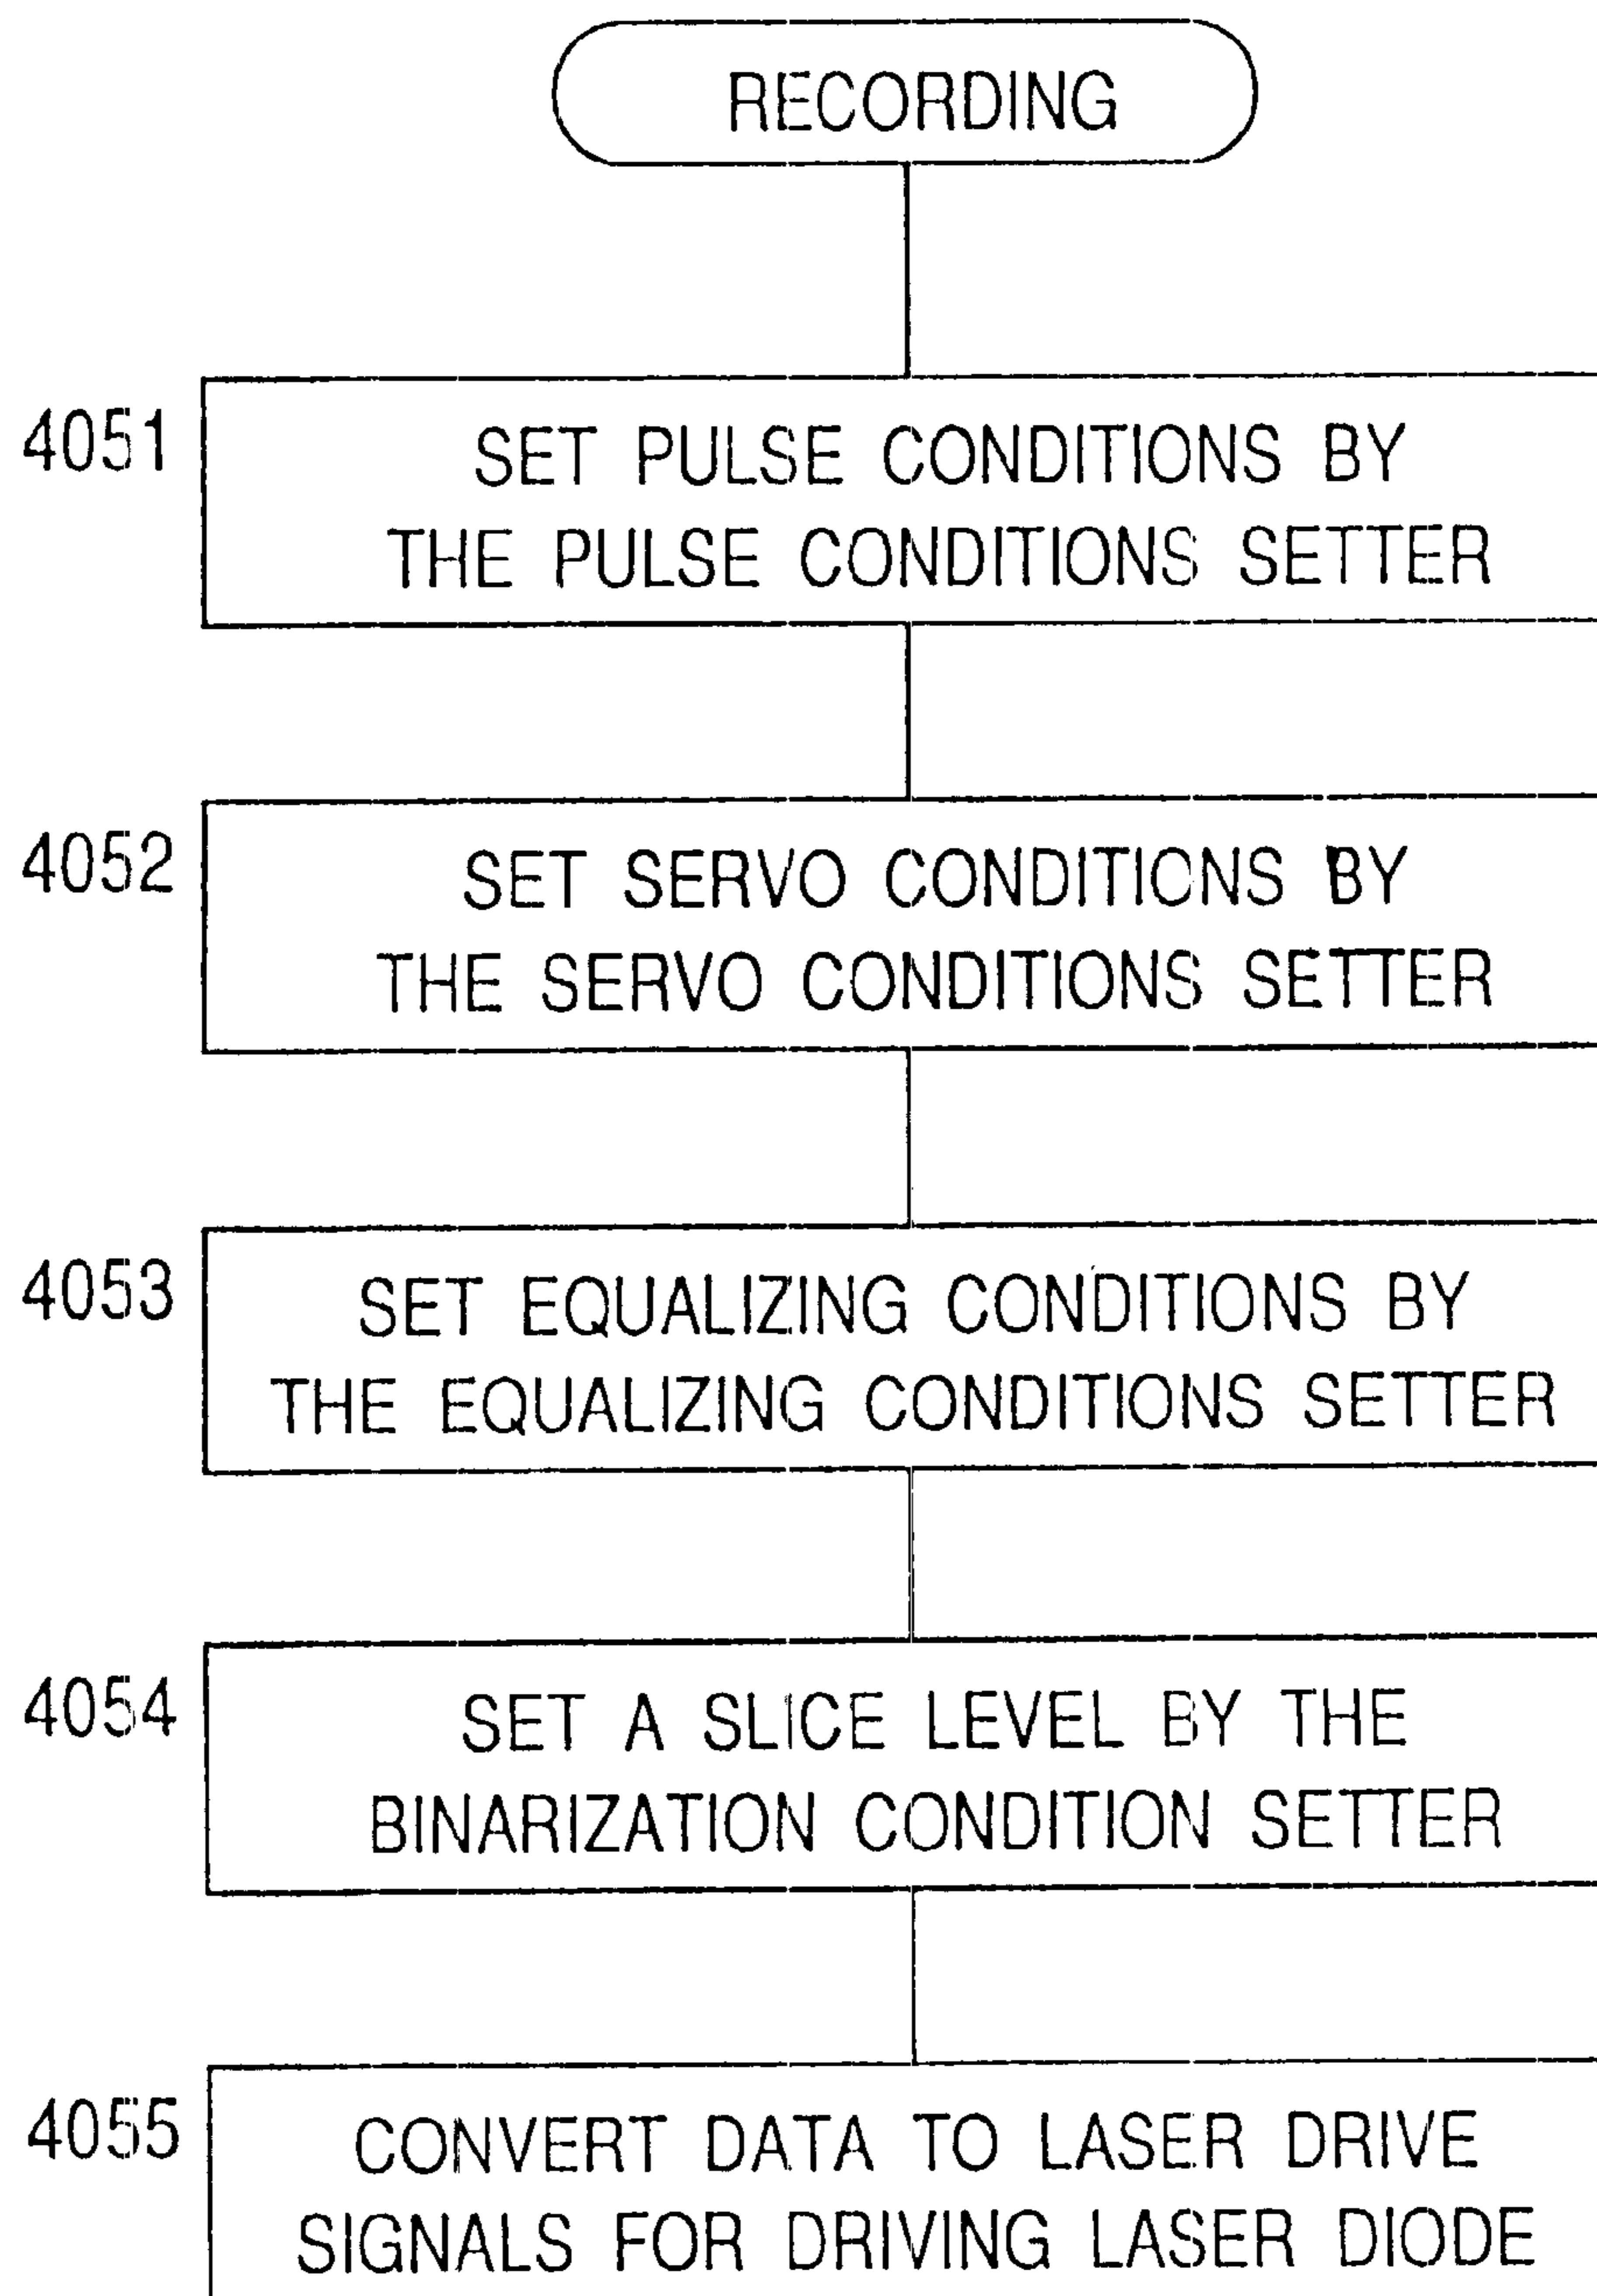 RECORDING
4051
SET PULSE CONDITIONS BY
THE PULSE CONDITIONS SETTER
4052
SET SERVO CONDITIONS BY
THE SERVO CONDITIONS SETTER
4053
SET EQUALIZING CONDITIONS BY
THE EQUALIZING CONDITIONS SETTER
4054
SET A SLICE LEVEL BY THE
BINARIZATION CONDITION SETTER
4055
CONVERT DATA TO LASER DRIVE
SIGNALS FOR DRIVING LASER DIODE